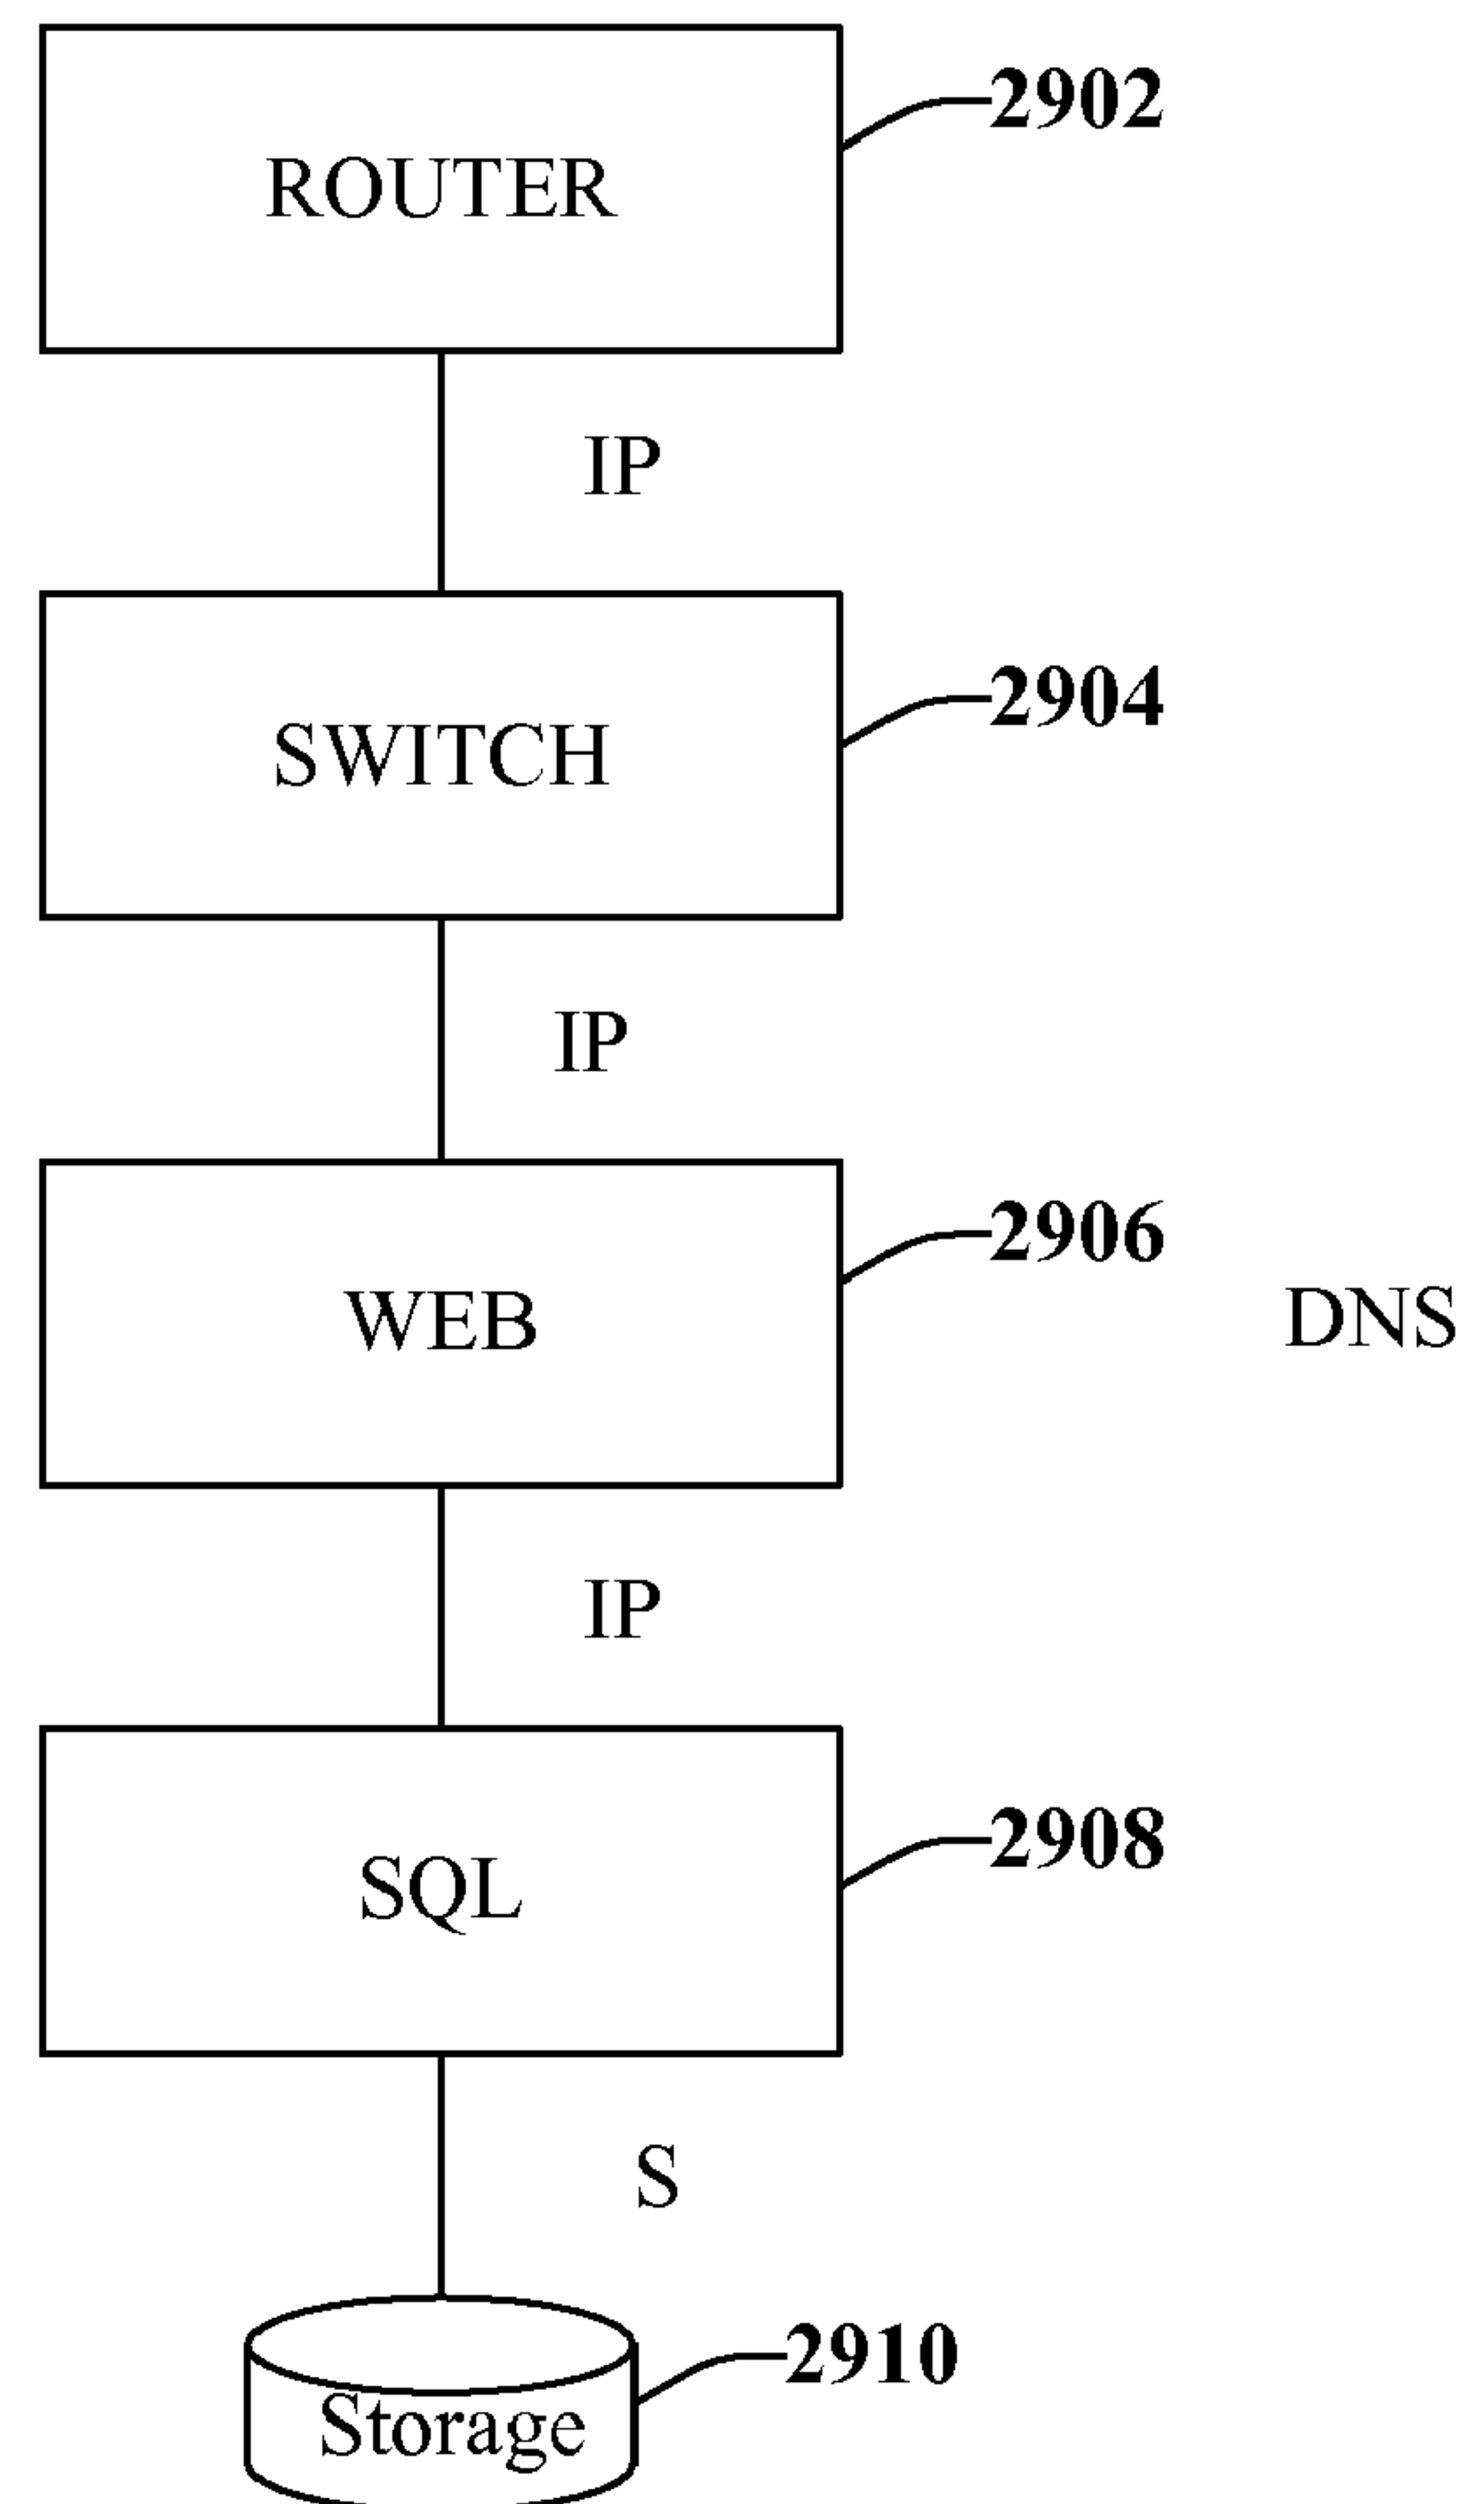 2902
ROUTER
IP
2904
SWITCH
IP
2906
WEB
DNS
IP
2908
SQL
S
2910
Storage